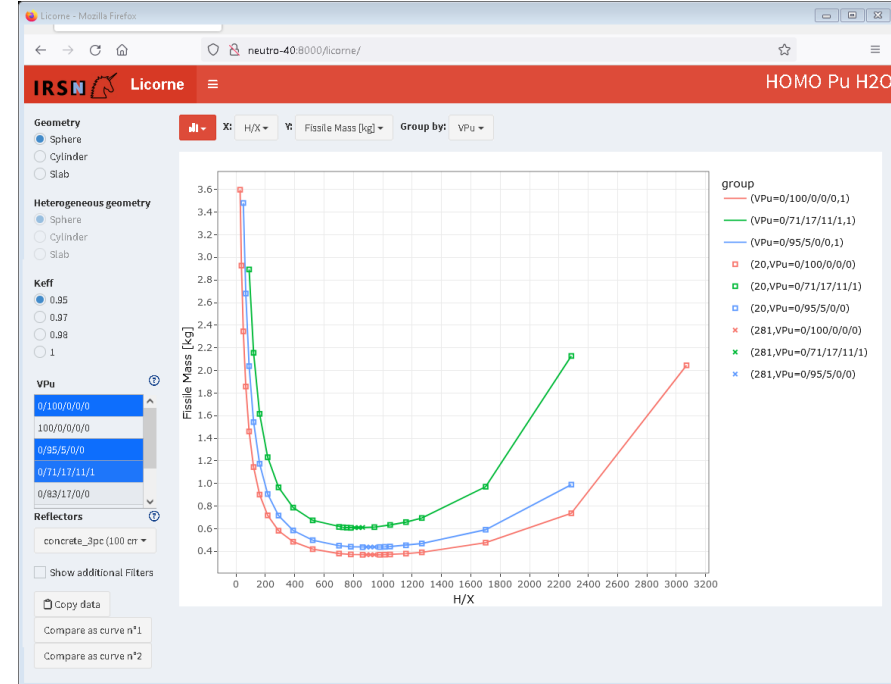 Licorne - Mozilla Firefox
neutro-40:8000/licorne/
IRSN Licorne ≡ HOMO Pu H2O
Geometry
Sphere
Cylinder
Slab
Heterogeneous geometry
Sphere
Cylinder
Slab
Keff
0.95
0.97
0.98
1
VPu
0/100/0/0/0
100/0/0/0/0
0/95/5/0/0
0/71/17/11/1
0/83/17/0/0
Reflectors
concrete_3pc (100 cm
Show additional Filters
Copy data
Compare as curve n°1
Compare as curve n°2
X: H/X Y: Fissile Mass [kg] Group by: VPu
Fissile Mass [kg]
3.6
3.4
3.2
3.0
2.8
2.6
2.4
2.2
2.0
1.8
1.6
1.4
1.2
1.0
0.8
0.6
0.4
0 200 400 600 800 1000 1200 1400 1600 1800 2000 2200 2400 2600 2800 3000 3200
H/X
group
(VPu=0/100/0/0/0,1)
(VPu=0/71/17/11/1,1)
(VPu=0/95/5/0/0,1)
(20,VPu=0/100/0/0/0)
(20,VPu=0/71/17/11/1)
(20,VPu=0/95/5/0/0)
(281,VPu=0/100/0/0/0)
(281,VPu=0/71/17/11/1)
(281,VPu=0/95/5/0/0)